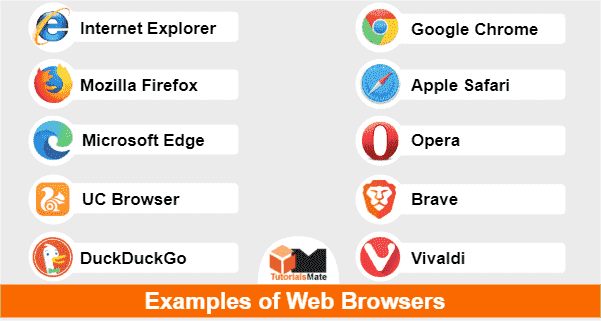 Internet Explorer
Google Chrome
Mozilla Firefox
Apple Safari
Microsoft Edge
Opera
UC Browser
Brave
DuckDuckGo
Vivaldi
TutorialsMate
Examples of Web Browsers